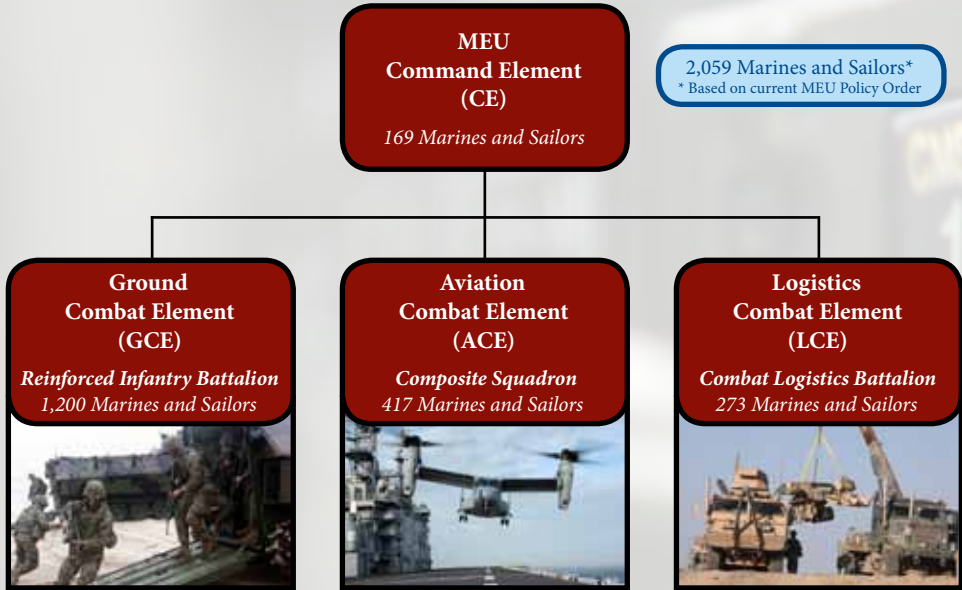 MEU
Command Element
(CE)
169 Marines and Sailors
2,059 Marines and Sailors*
* Based on current MEU Policy Order
Ground
Combat Element
(GCE)
Reinforced Infantry Battalion
1,200 Marines and Sailors
Aviation
Combat Element
(ACE)
Composite Squadron
417 Marines and Sailors
Logistics
Combat Element
(LCE)
Combat Logistics Battalion
273 Marines and Sailors